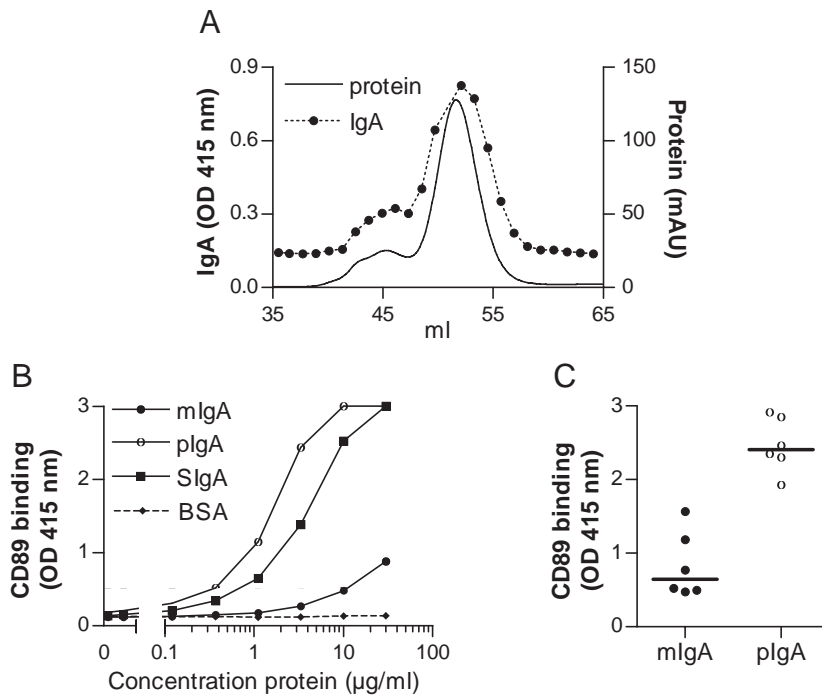 A
protein
IgA
IgA (OD 415 nm)
Protein (mAU)
0.9
0.6
0.3
0.0
150
100
50
0
35 45 55 65
ml
B
mIgA
pIgA
SIgA
BSA
CD89 binding
(OD 415 nm)
3
2
1
0
0 0.1 1 10 100
Concentration protein (µg/ml)
C
CD89 binding
(OD 415 nm)
3
2
1
0
mIgA pIgA